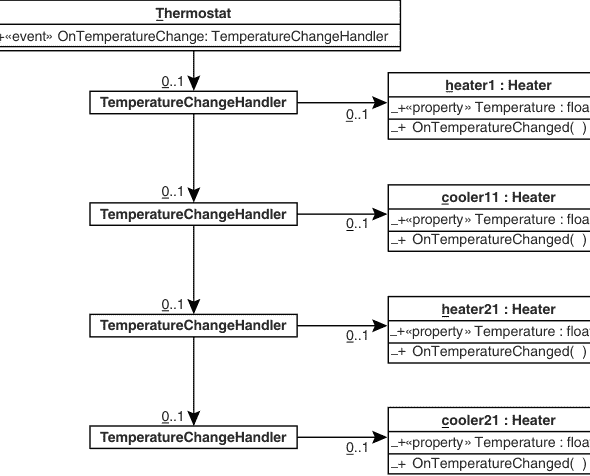 Thermostat
+«event» OnTemperatureChange: TemperatureChangeHandler
0..1
TemperatureChangeHandler
0..1
heater1 : Heater
+«property» Temperature : floa
+ OnTemperatureChanged( )
0..1
TemperatureChangeHandler
0..1
cooler11 : Heater
+«property» Temperature : floa
+ OnTemperatureChanged( )
0..1
TemperatureChangeHandler
0..1
heater21 : Heater
+«property» Temperature : floa
+ OnTemperatureChanged( )
0..1
TemperatureChangeHandler
0..1
cooler21 : Heater
+«property» Temperature : floa
+ OnTemperatureChanged( )